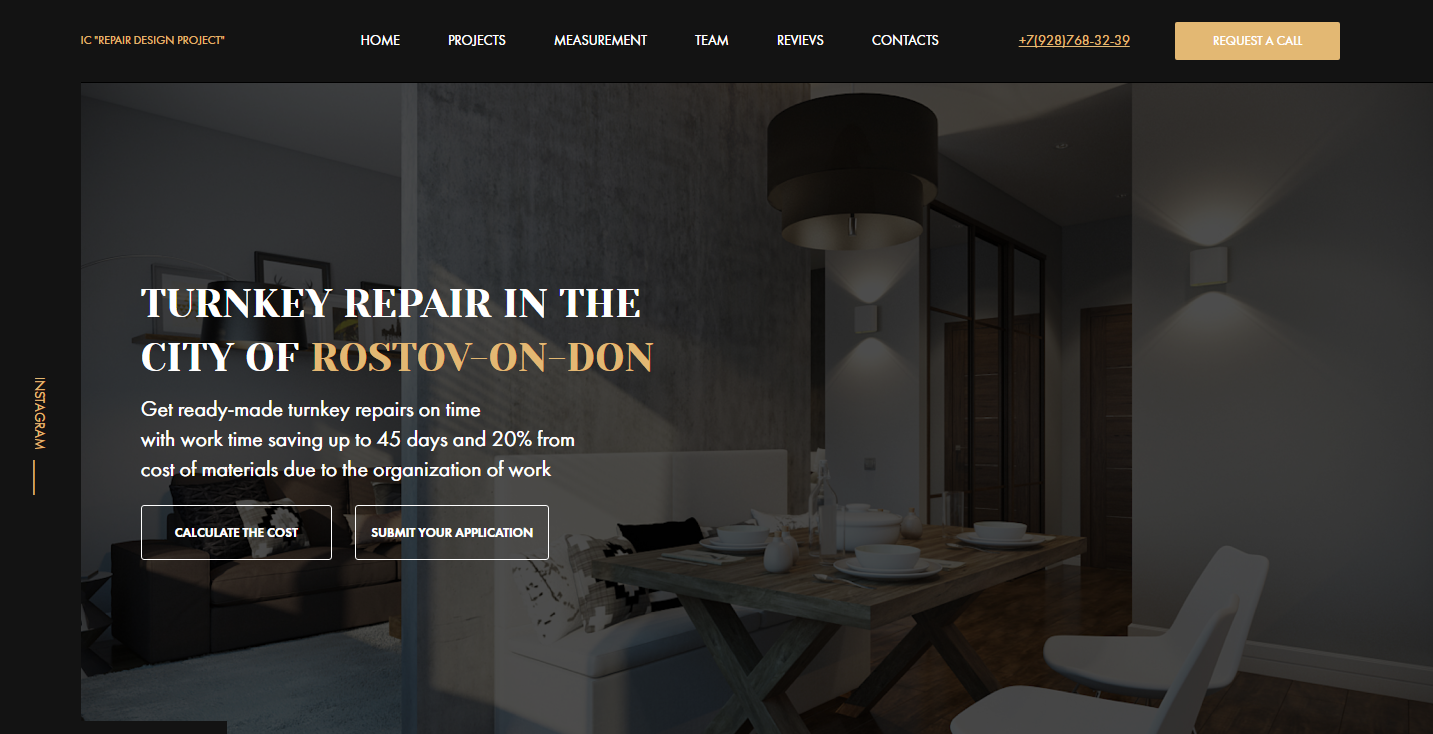 IC "REPAIR DESIGN PROJECT"
HOME
PROJECTS
MEASUREMENT
TEAM
REVIEVS
CONTACTS
+7(928)768-32-39
REQUEST A CALL
TURNKEY REPAIR IN THE
CITY OF ROSTOV-ON-DON
Get ready-made turnkey repairs on time
with work time saving up to 45 days and 20% from
cost of materials due to the organization of work
CALCULATE THE COST
SUBMIT YOUR APPLICATION
INSTAGRAM